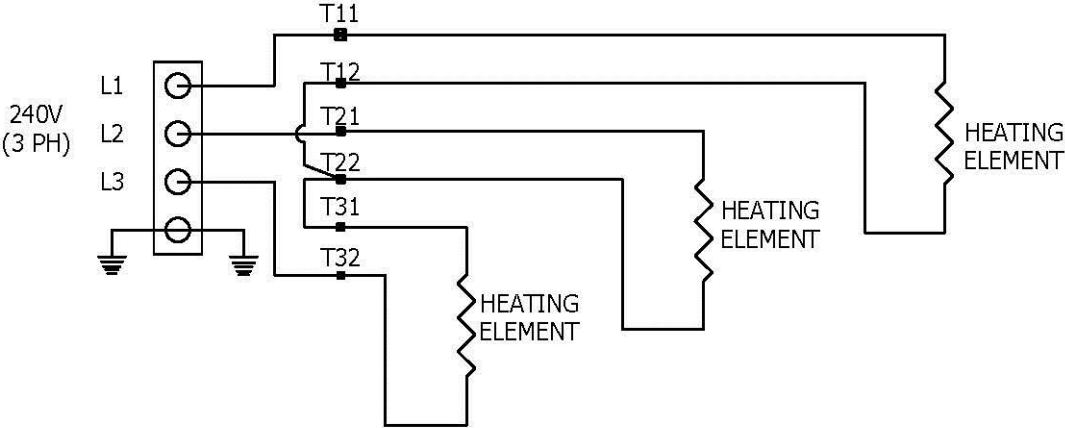 T11
T12
L1
240V
(3 PH)
L2
T21
HEATING
ELEMENT
T22
L3
T31
HEATING
ELEMENT
T32
HEATING
ELEMENT